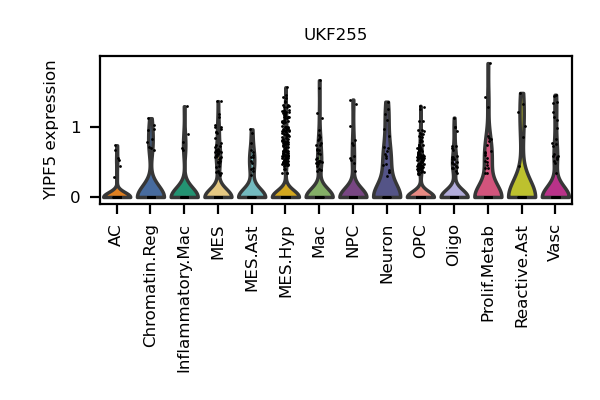 UKF255
YIPF5 expression
1
0
AC
Chromatin.Reg
Inflammatory.Mac
MES
MES.Ast
MES.Hyp
Mac
NPC
Neuron
OPC
Oligo
Prolif.Metab
Reactive.Ast
Vasc